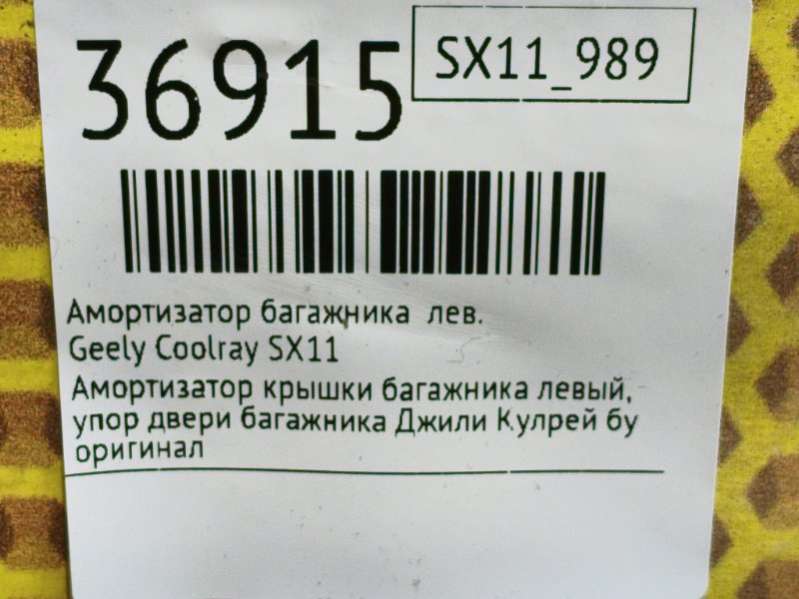 36915
SX11_989
Амортизатор багажника лев.
Geely Coolray SX11
Амортизатор крышки багажника левый,
упор двери багажника Джили Кулрей бу
оригинал